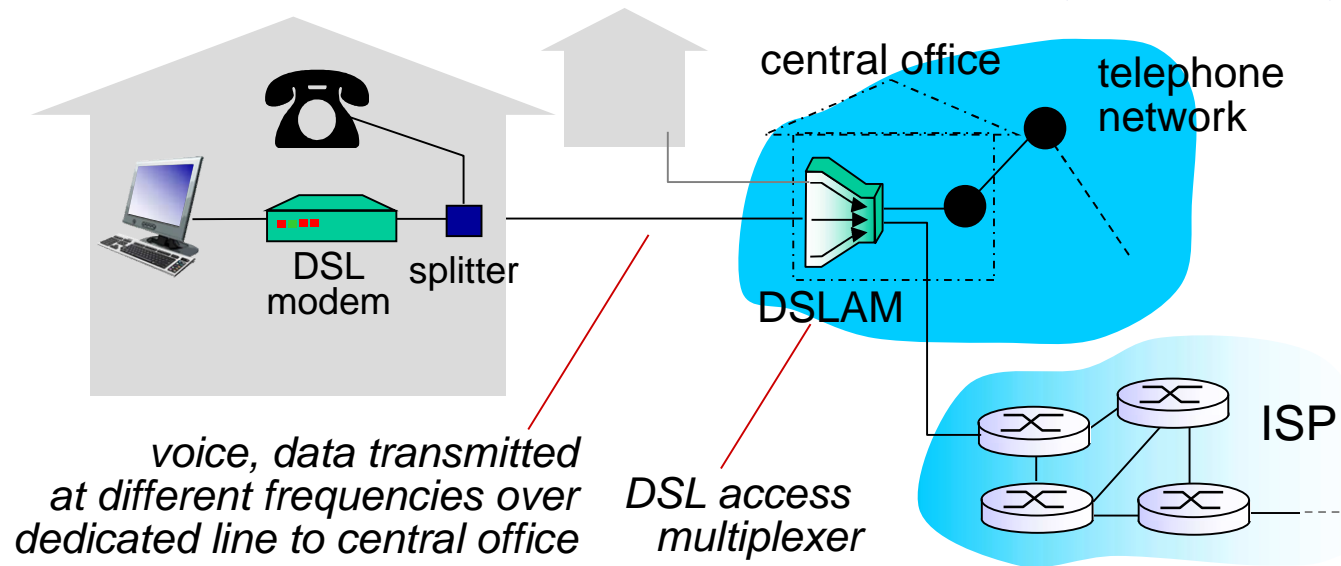 central office
telephone
network
DSL
modem
splitter
DSLAM
ISP
voice, data transmitted
at different frequencies over
dedicated line to central office
DSL access
multiplexer